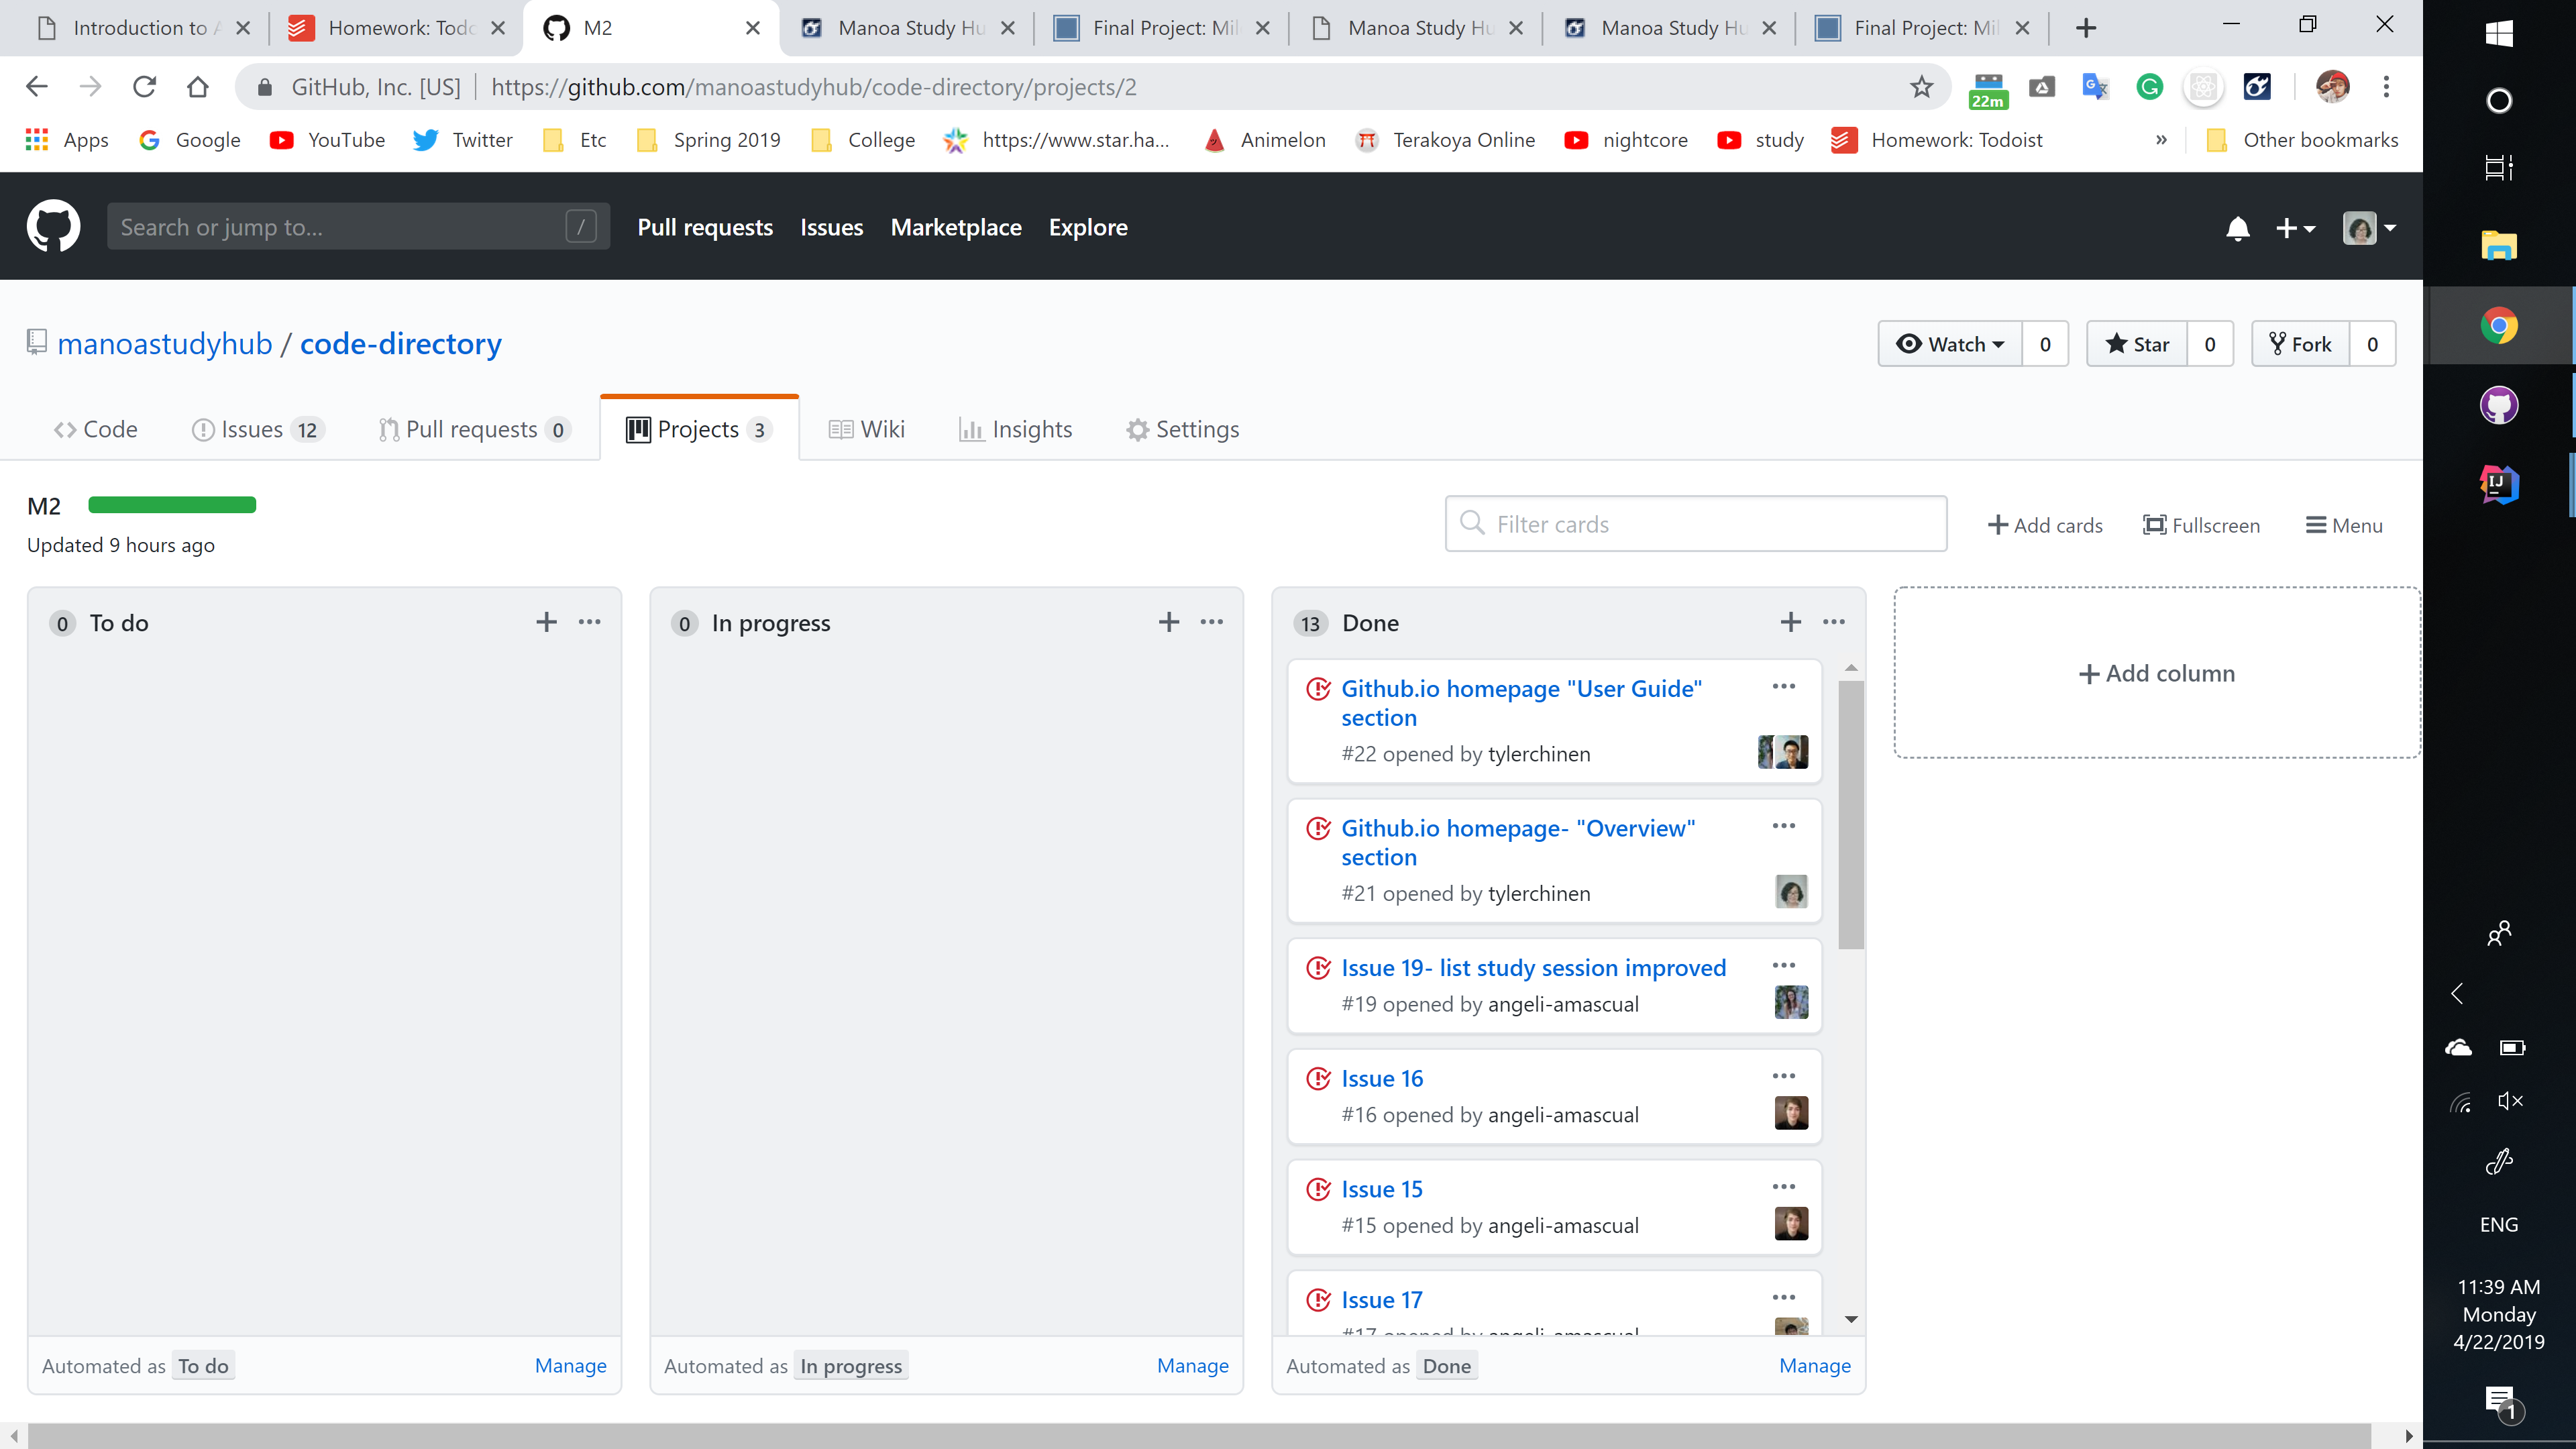 Introduction to A
Homework: Todo
M2
Manoa Study Hu
Final Project: Mil
Manoa Study Hu
Manoa Study Hu
Final Project: Mil
GitHub, Inc. [US] https://github.com/manoastudyhub/code-directory/projects/2
22m
Apps Google YouTube Twitter Etc Spring 2019 College https://www.star.ha... Animelon Terakoya Online nightcore study Homework: Todoist » Other bookmarks
Search or jump to... / Pull requests Issues Marketplace Explore
manoastudyhub / code-directory
Watch 0 Star 0 Fork 0
Code Issues 12 Pull requests 0 Projects 3 Wiki Insights Settings
M2
Updated 9 hours ago
Filter cards
Add cards Fullscreen Menu
0 To do
Automated as To do Manage
0 In progress
Automated as In progress Manage
13 Done
Github.io homepage "User Guide"
section
#22 opened by tylerchinen
Github.io homepage- "Overview"
section
#21 opened by tylerchinen
Issue 19- list study session improved
#19 opened by angeli-amascual
Issue 16
#16 opened by angeli-amascual
Issue 15
#15 opened by angeli-amascual
Issue 17
#17 opened by angeli-amascual
Automated as Done Manage
Add column
IJ
ENG
11:39 AM
Monday
4/22/2019
1